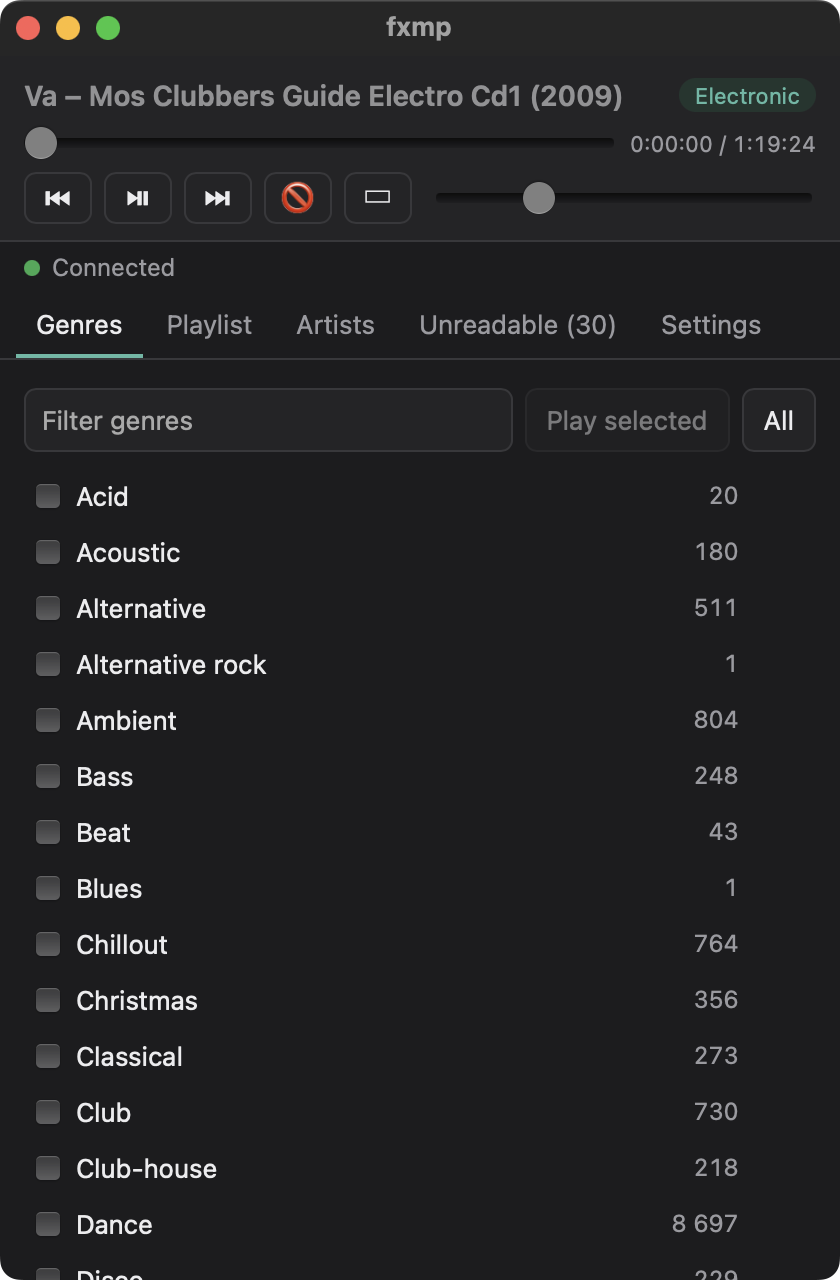 fxmp
Va – Mos Clubbers Guide Electro Cd1 (2009) Electronic
0:00:00 / 1:19:24
Connected
Genres Playlist Artists Unreadable (30) Settings
Filter genres Play selected All
Acid 20
Acoustic 180
Alternative 511
Alternative rock 1
Ambient 804
Bass 248
Beat 43
Blues 1
Chillout 764
Christmas 356
Classical 273
Club 730
Club-house 218
Dance 8 697
Disco 229